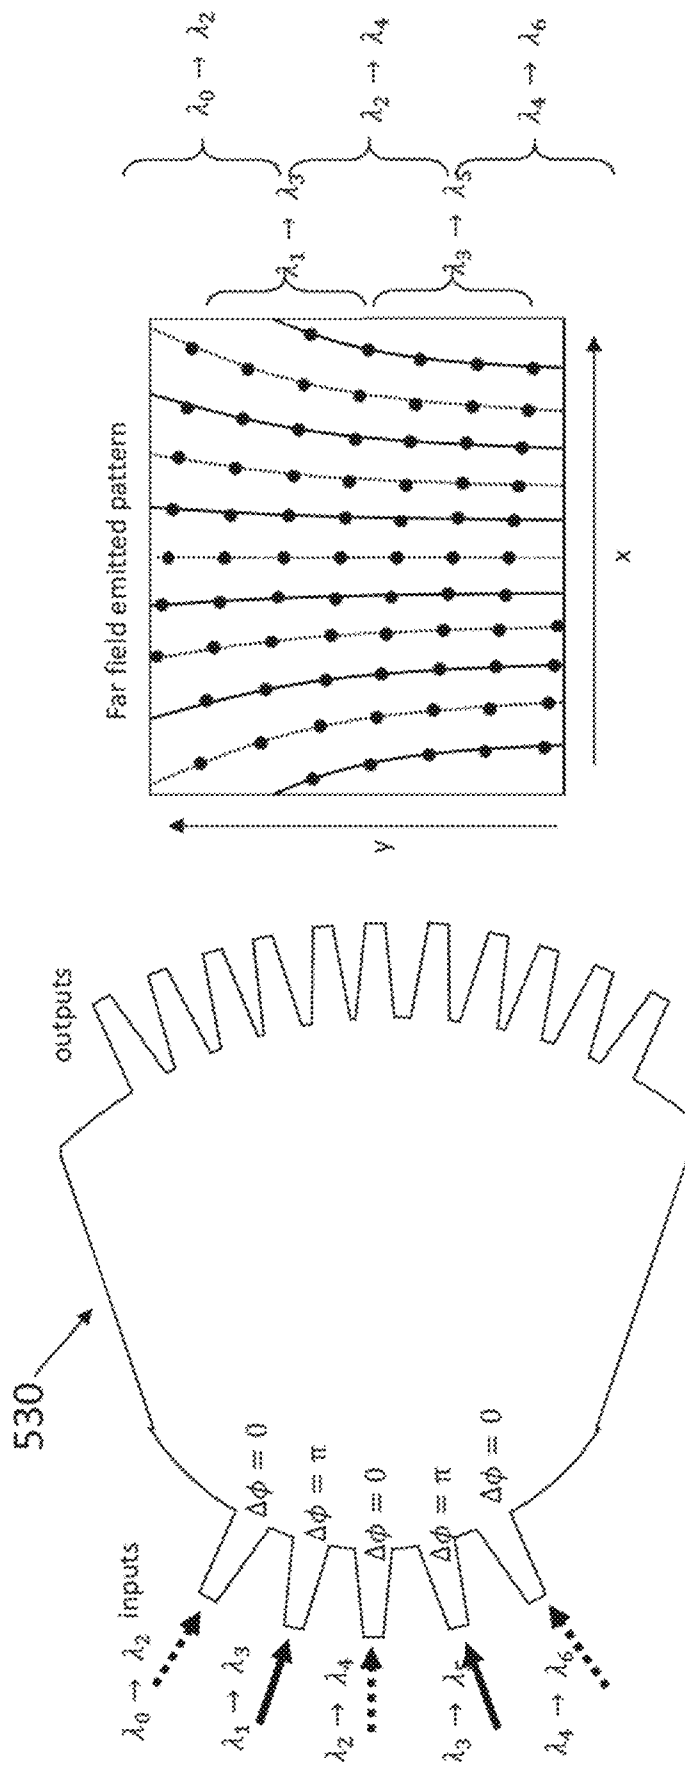 530
inputs
outputs
λ₀ → λ₂
λ₁ → λ₃
λ₂ → λ₄
λ₃ → λ
λ₄ → λ₆
Δϕ = 0
Δϕ = π
Δϕ = 0
Δϕ = π
Δϕ = 0
Far field emitted pattern
y
x
λ₁ → λ₃
λ₃ → λ₅
λ₀ → λ₂
λ₂ → λ₄
λ₄ → λ₆